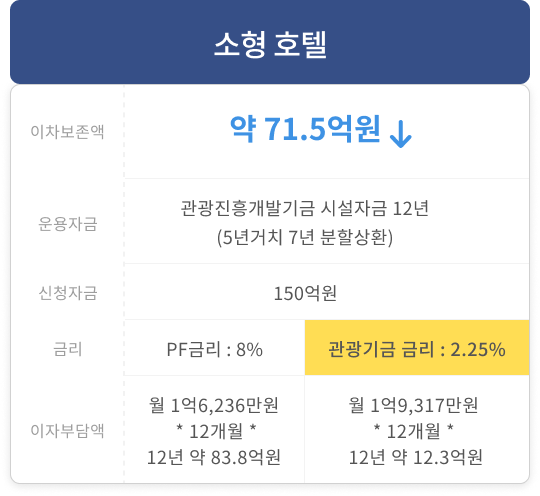 소형 호텔
이차보존액
약 71.5억원 ↓
운용자금
관광진흥개발기금 시설자금 12년
(5년거치 7년 분할상환)
신청자금
150억원
금리
PF금리 : 8%
관광기금 금리 : 2.25%
이자부담액
월 1억6,236만원
* 12개월 *
12년 약 83.8억원
월 1억9,317만원
* 12개월 *
12년 약 12.3억원